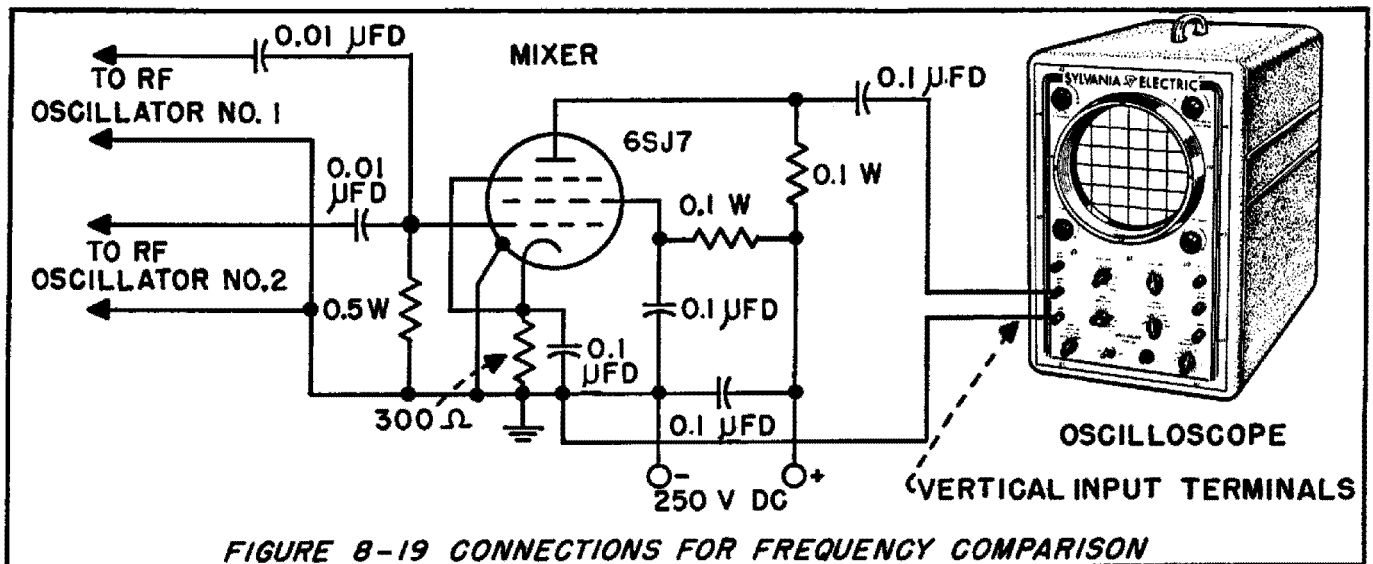 0.01 µFD
MIXER
TO RF
OSCILLATOR NO. 1
0.1 µFD
SYLVANIA ELECTRIC
6SJ7
0.01
µFD
0.1 W
0.1 W
TO RF
OSCILLATOR NO.2
0.5W
0.1 µFD
0.1
µFD
300 Ω
0.1 µFD
-
+
250 V DC
OSCILLOSCOPE
VERTICAL INPUT TERMINALS
FIGURE 8-19 CONNECTIONS FOR FREQUENCY COMPARISON